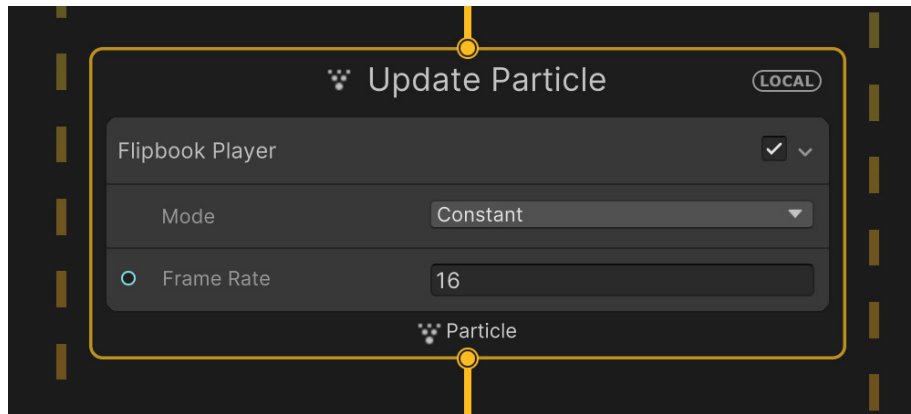 Update Particle
LOCAL
Flipbook Player
Mode
Constant
Frame Rate
16
Particle